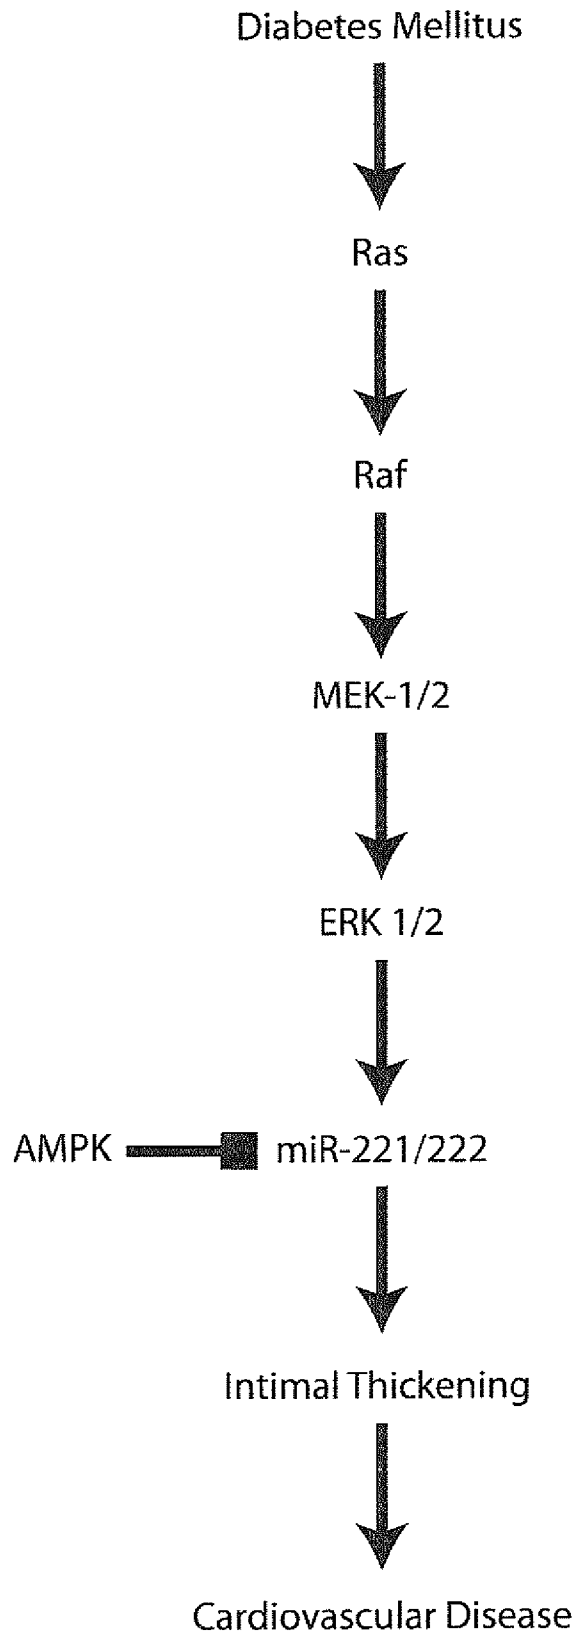 Diabetes Mellitus
Ras
Raf
MEK-1/2
ERK 1/2
AMPK miR-221/222
Intimal Thickening
Cardiovascular Disease